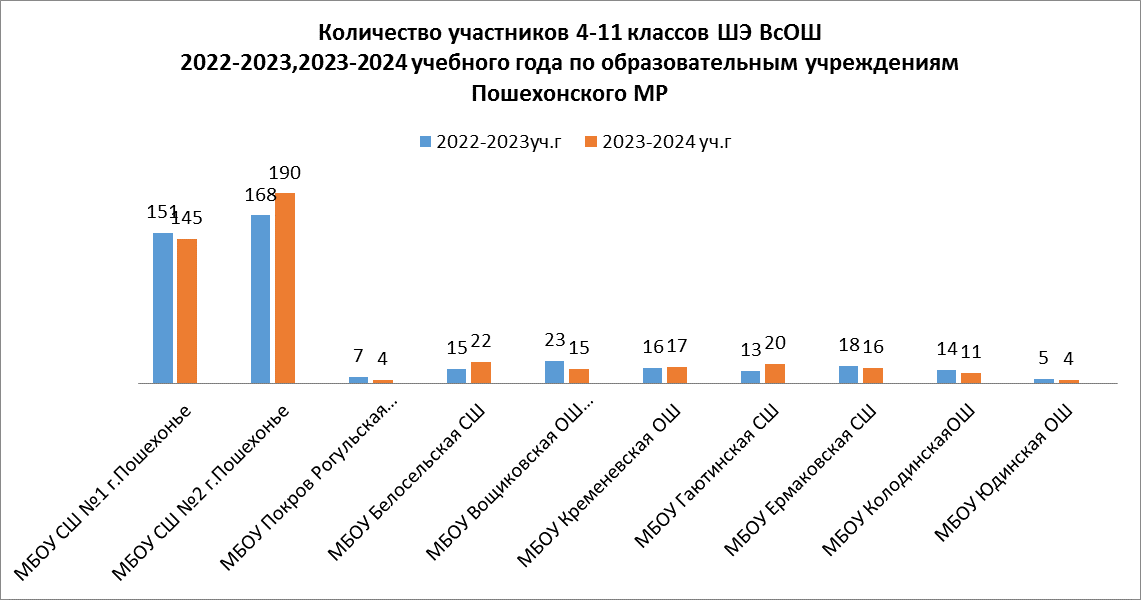 Количество участников 4-11 классов ШЭ ВсОШ
2022-2023,2023-2024 учебного года по образовательным учреждениям
Пошехонского МР
2022-2023уч.г 2023-2024 уч.г
151 145 168 190 7 4 15 22 23 15 16 17 13 20 18 16 14 11 5 4
МБОУ СШ №1 г.Пошехонье
МБОУ СШ №2 г.Пошехонье
МБОУ Покров Рогульская...
МБОУ Белосельская СШ
МБОУ Вощиковская ОШ...
МБОУ Кременевская ОШ
МБОУ Гаютинская СШ
МБОУ Ермаковская СШ
МБОУ КолодинскаяОШ
МБОУ Юдинская ОШ